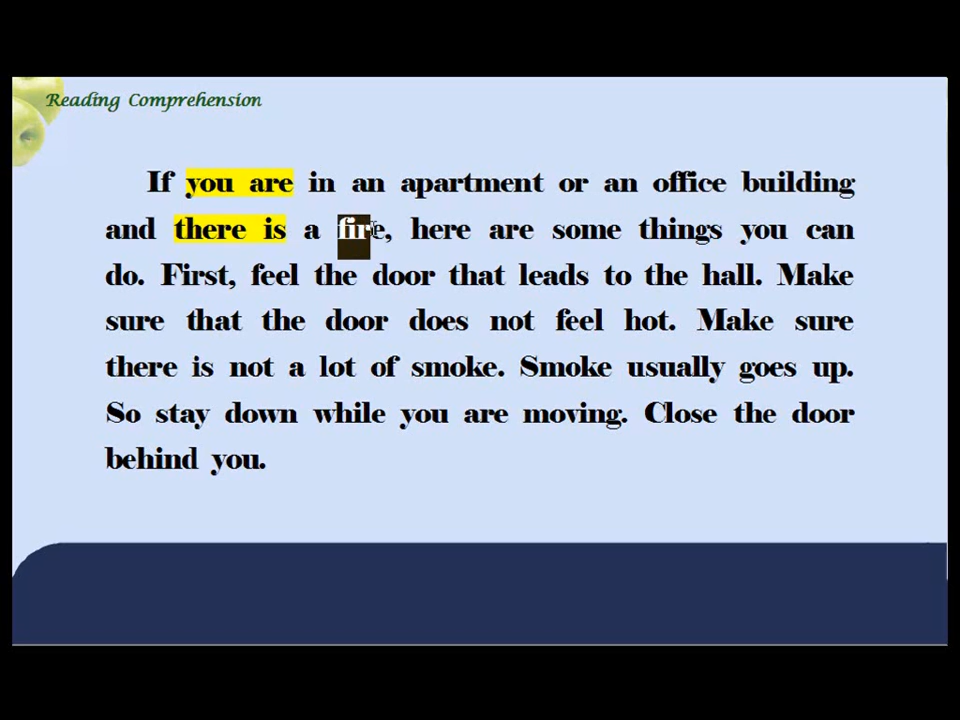 Reading Comprehension
If you are in an apartment or an office building
and there is a fire, here are some things you can
do. First, feel the door that leads to the hall. Make
sure that the door does not feel hot. Make sure
there is not a lot of smoke. Smoke usually goes up.
So stay down while you are moving. Close the door
behind you.